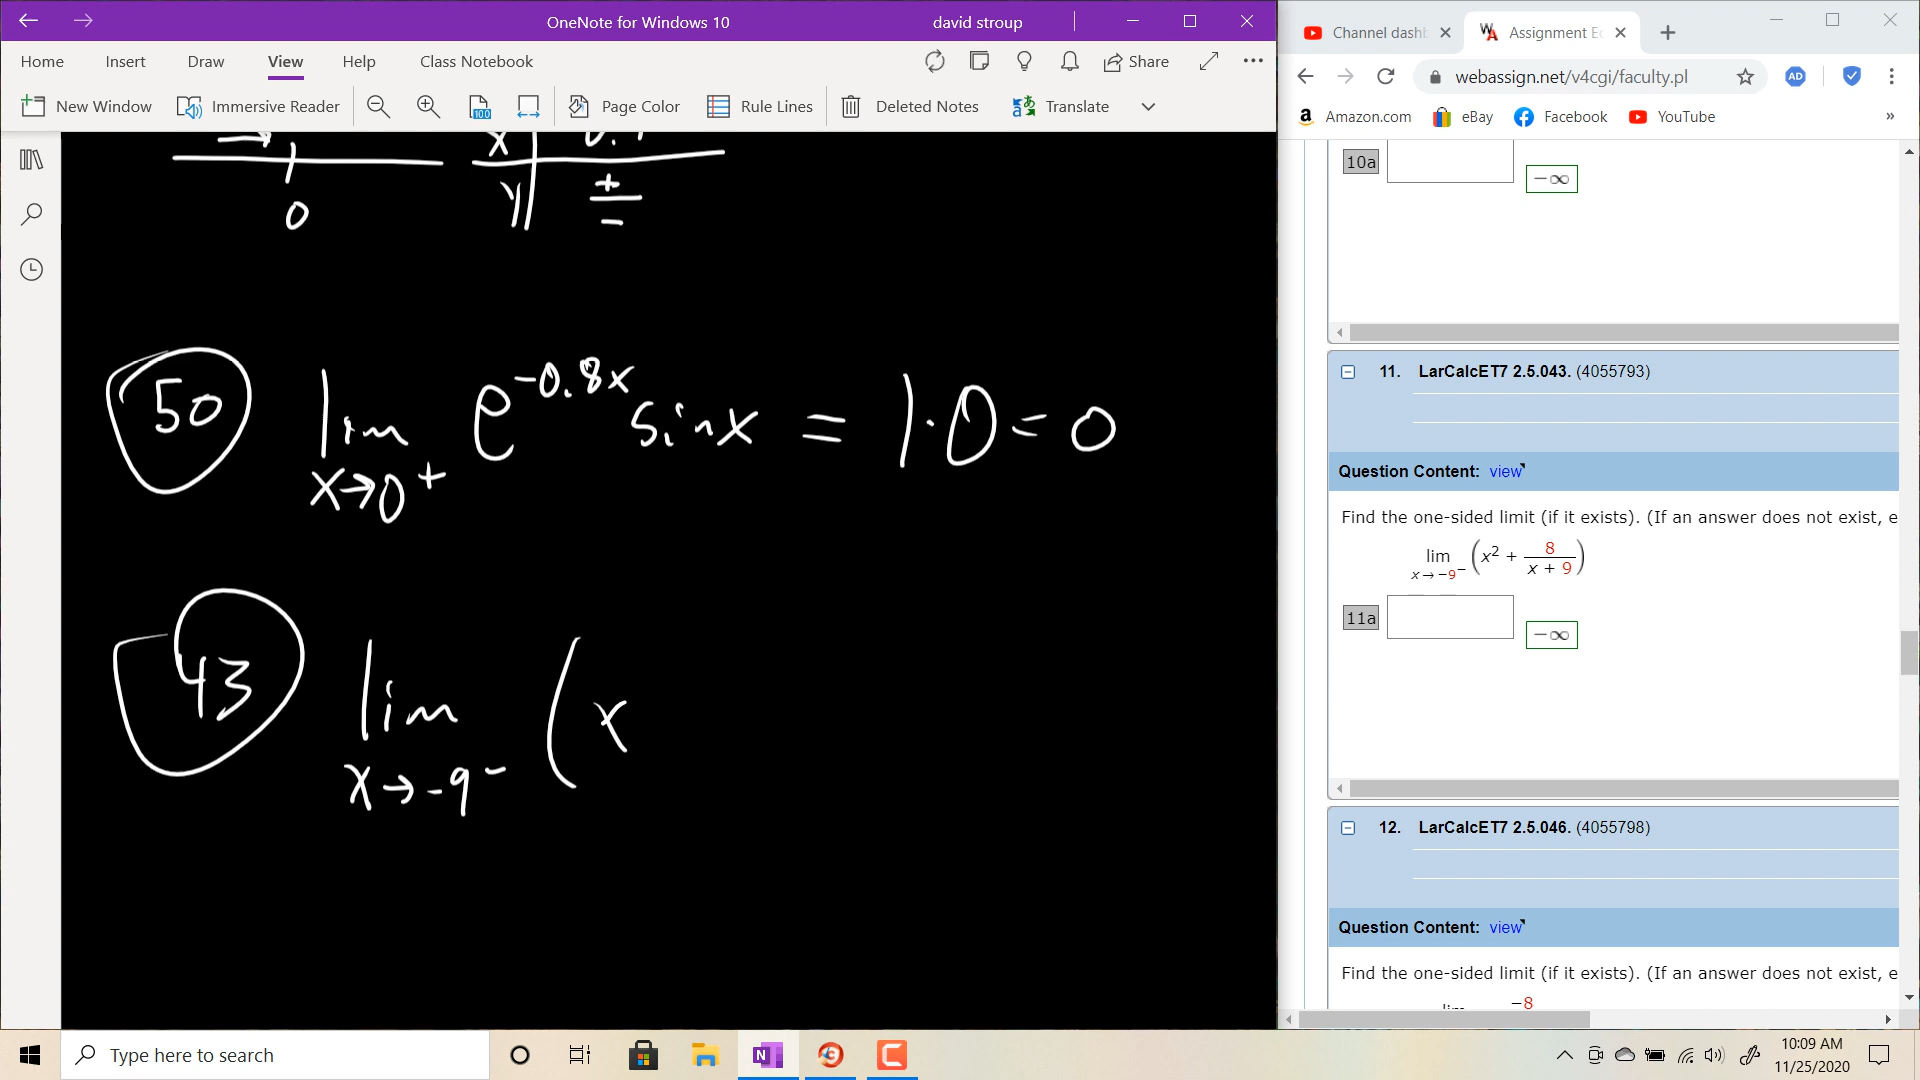 OneNote for Windows 10
david stroup
Home Insert Draw View Help Class Notebook
Share
New Window Immersive Reader Page Color Rule Lines Deleted Notes Translate
x
y + −
0
50 lim x→0+ e^-0.8x sinx = 1·0 = 0
43 lim x→-9- (x
Type here to search
Channel dashb
Assignment Ec
webassign.net/v4cgi/faculty.pl
AD
Amazon.com eBay Facebook YouTube »
10a
−∞
11. LarCalcET7 2.5.043. (4055793)
Question Content: view
Find the one-sided limit (if it exists). (If an answer does not exist, e
lim x→−9− (x2 + 8/x + 9)
11a
−∞
12. LarCalcET7 2.5.046. (4055798)
Question Content: view
Find the one-sided limit (if it exists). (If an answer does not exist, e
−8
10:09 AM
11/25/2020